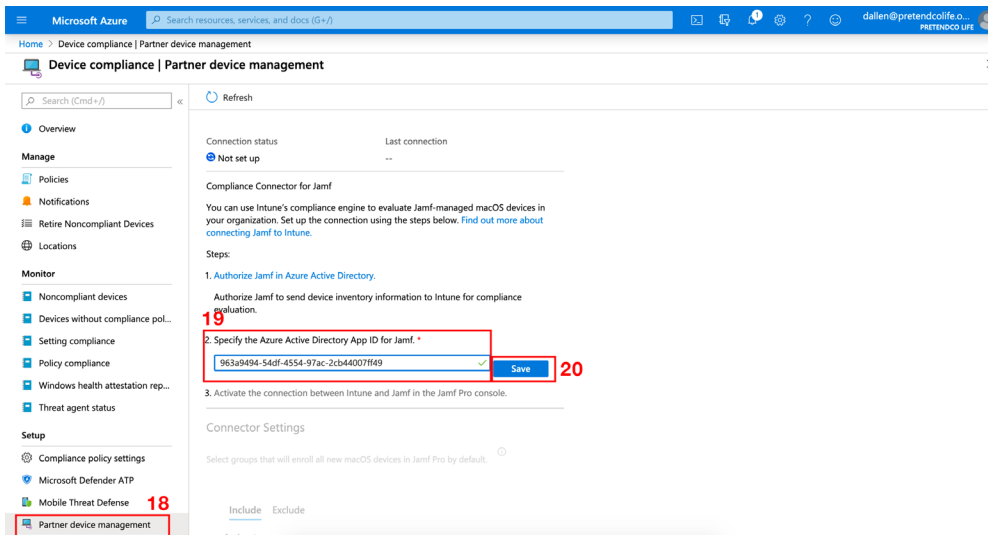 Microsoft Azure
Search resources, services, and docs (G+/)
1
dallen@pretendcolife.o...
PRETENDCO LIFE
Home > Device compliance | Partner device management
Device compliance | Partner device management
Search (Cmd+/)
«
Refresh
Overview
Connection status
Last connection
Not set up
--
Manage
Policies
Notifications
Retire Noncompliant Devices
Locations
Monitor
Noncompliant devices
Devices without compliance pol...
Setting compliance
Policy compliance
Windows health attestation rep...
Threat agent status
Setup
Compliance policy settings
Microsoft Defender ATP
Mobile Threat Defense
18
Partner device management
Compliance Connector for Jamf
You can use Intune's compliance engine to evaluate Jamf-managed macOS devices in
your organization. Set up the connection using the steps below. Find out more about
connecting Jamf to Intune.
Steps:
1. Authorize Jamf in Azure Active Directory.
Authorize Jamf to send device inventory information to Intune for compliance
evaluation.
19
2. Specify the Azure Active Directory App ID for Jamf. *
963a9494-54df-4554-97ac-2cb44007ff49
Save
20
3. Activate the connection between Intune and Jamf in the Jamf Pro console.
Connector Settings
Select groups that will enroll all new macOS devices in Jamf Pro by default.
Include
Exclude